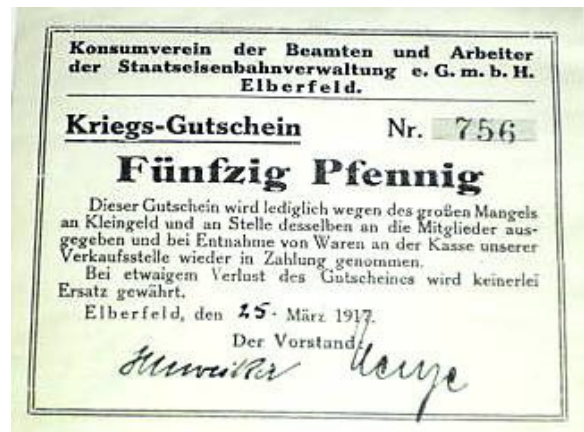 Konsumverein der Beamten und Arbeiter
der Staatseisenbahnverwaltung e. G. m. b. H.
Elberfeld.
Kriegs-Gutschein Nr. 756
Fünfzig Pfennig
Dieser Gutschein wird lediglich wegen des großen Mangels
an Kleingeld und an Stelle desselben an die Mitglieder aus-
gegeben und bei Entnahme von Waren an der Kasse unserer
Verkaufsstelle wieder in Zahlung genommen.
Bei etwaigem Verlust des Gutscheines wird keinerlei
Ersatz gewährt.
Elberfeld, den 25. März 1917.
Der Vorstand: